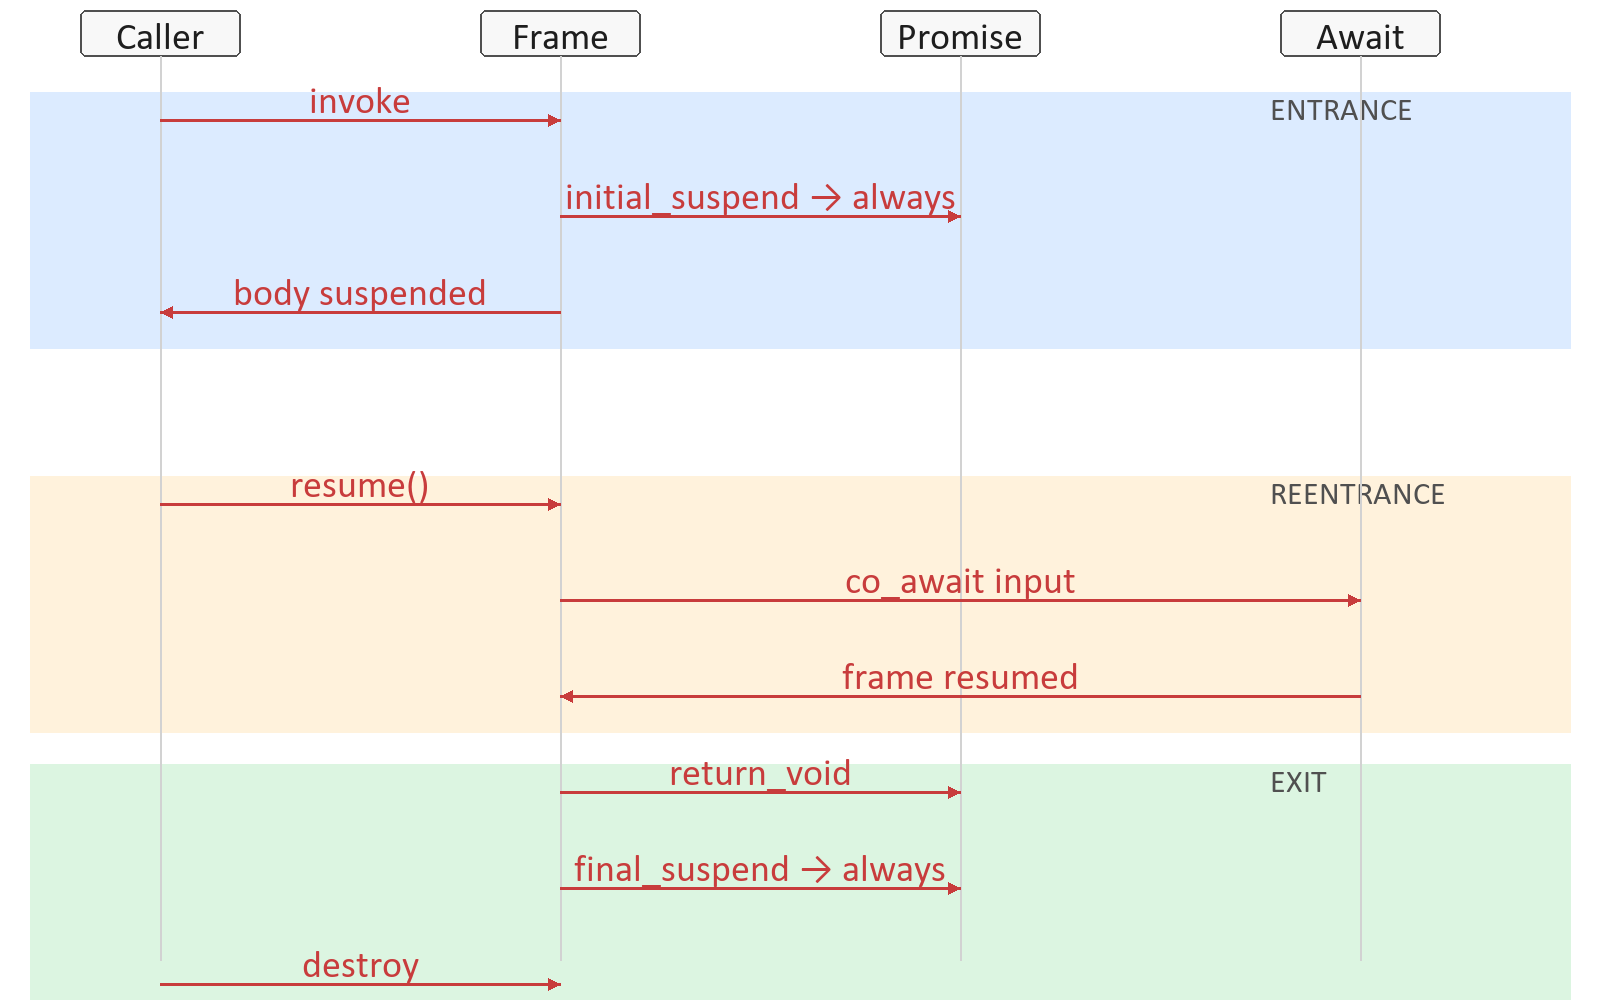 Caller
Frame
Promise
Await
invoke
ENTRANCE
initial_suspend → always
body suspended
resume()
REENTRANCE
co_await input
frame resumed
return_void
EXIT
final_suspend → always
destroy